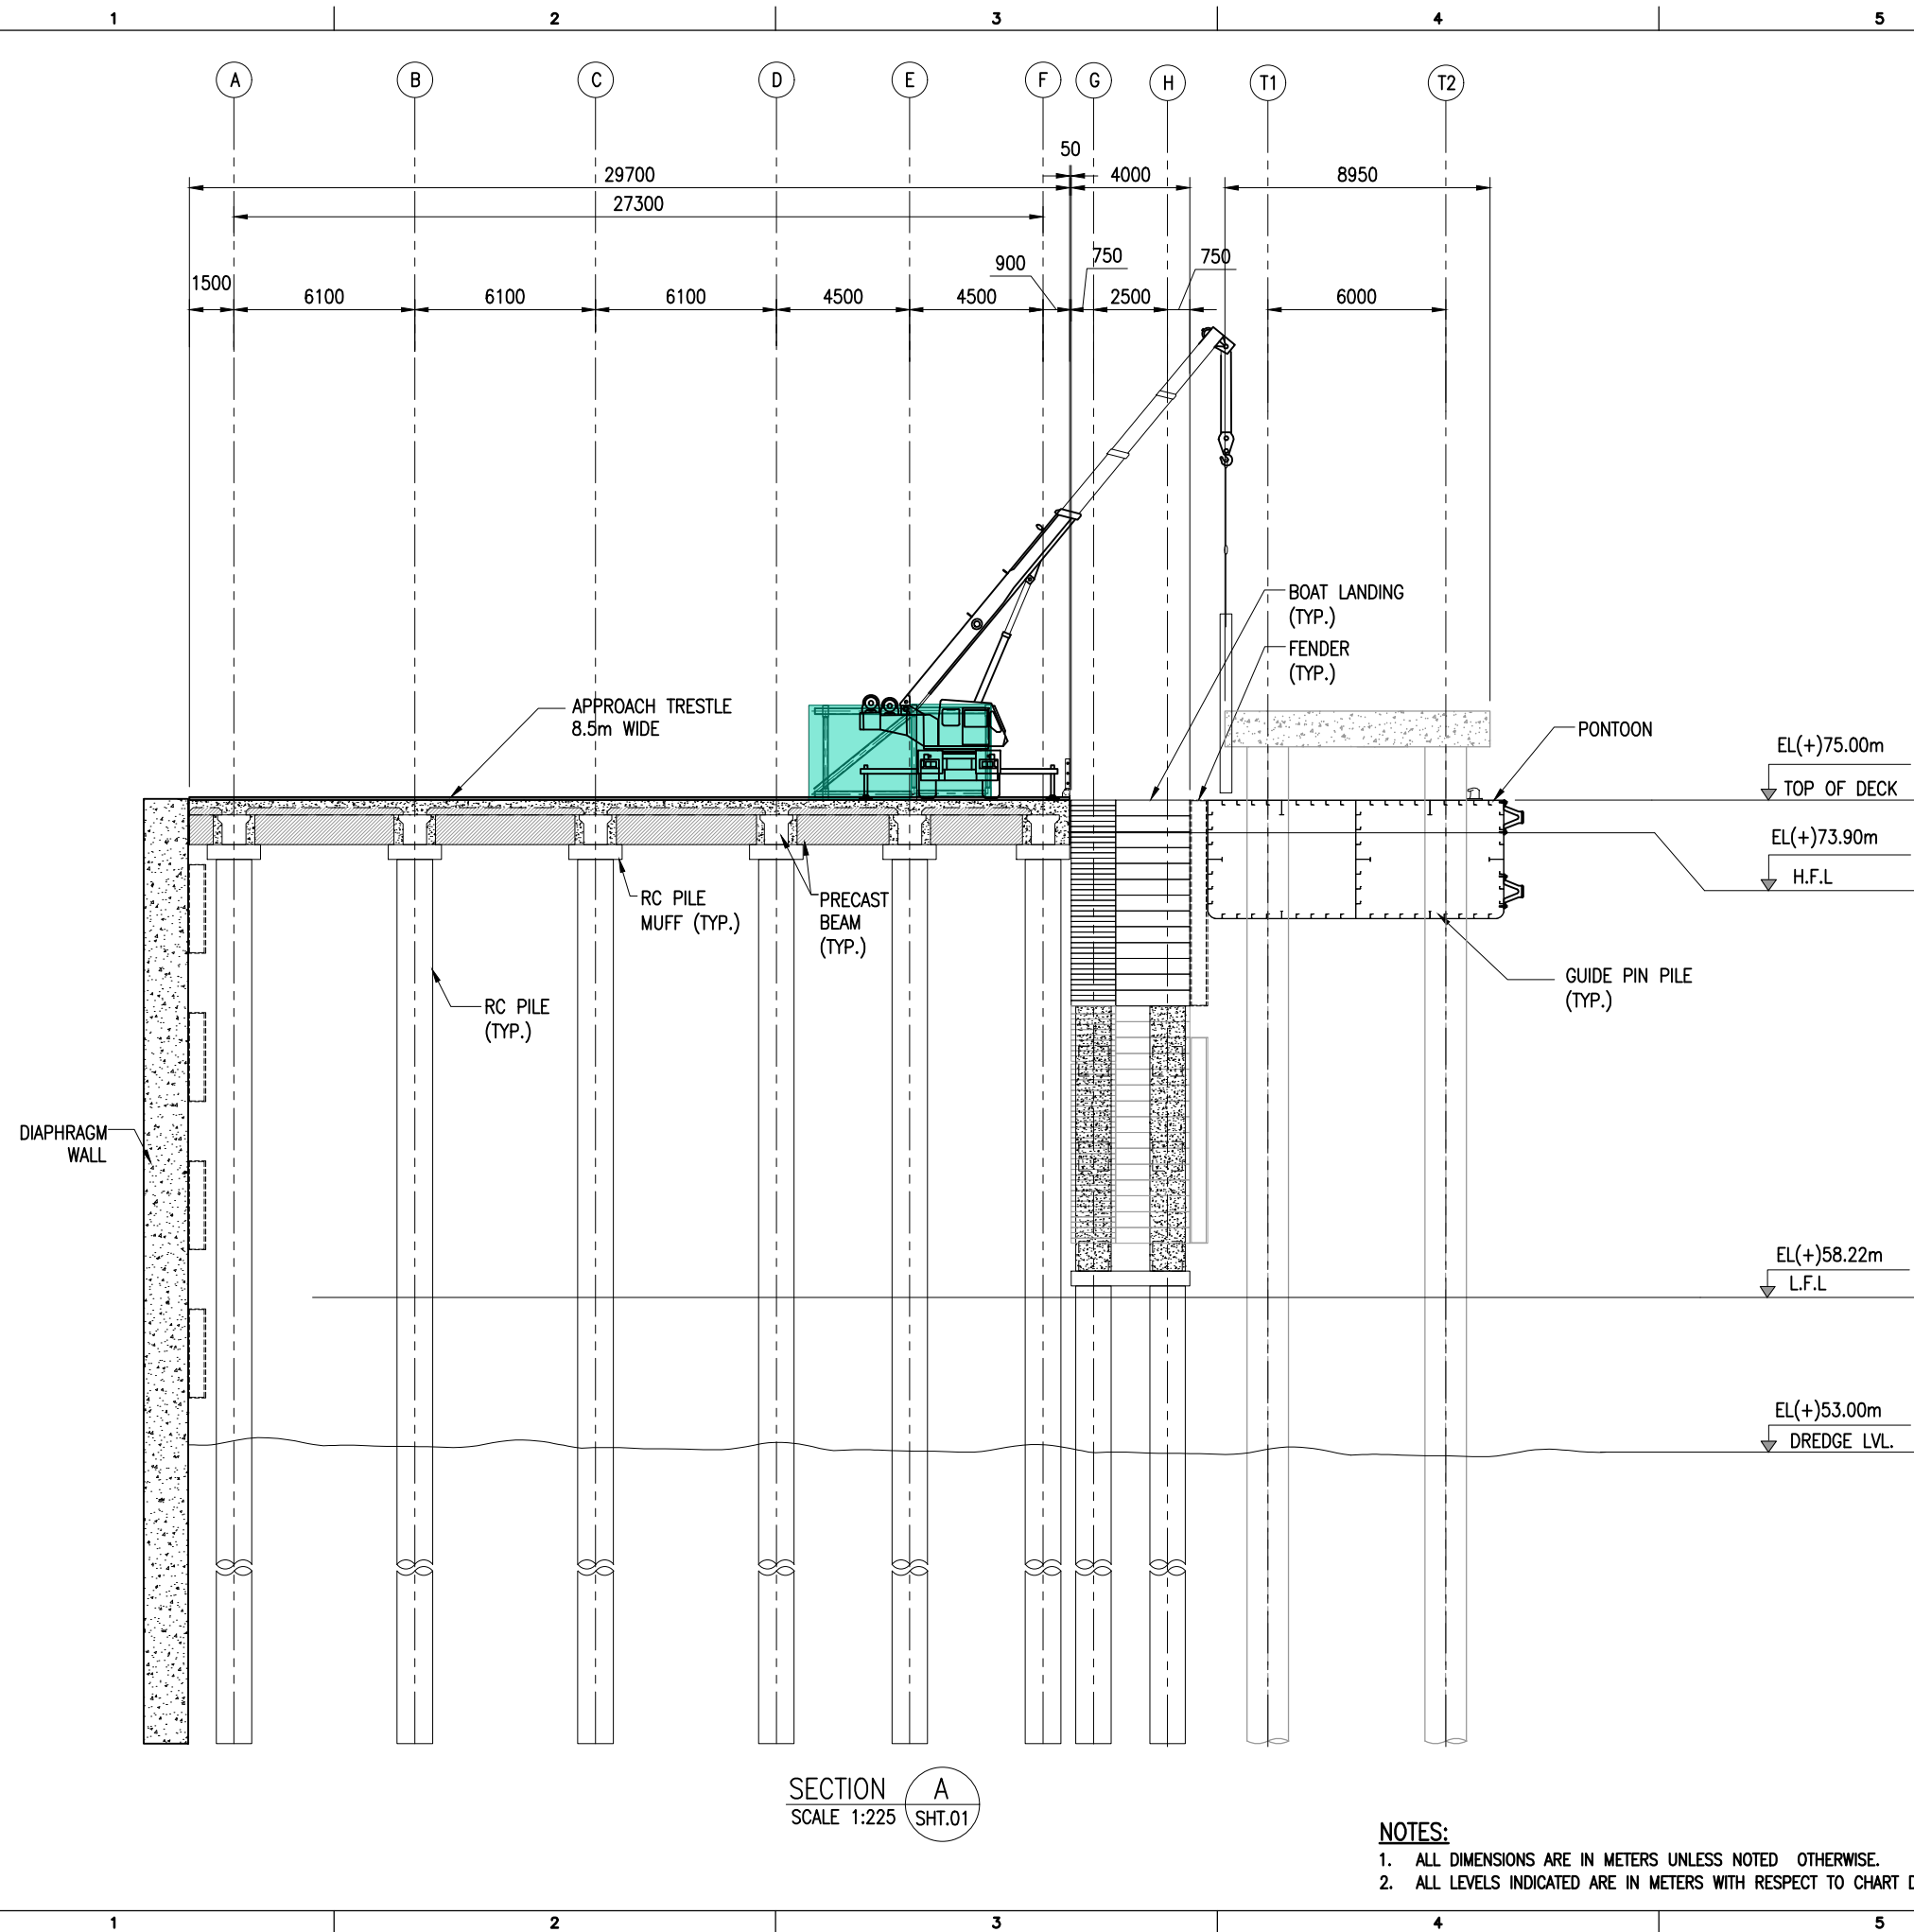 1 2 3 4 5
A B C D E F G H T1 T2
50
29700 4000 8950
27300
900 750 750
1500 6100 6100 6100 4500 4500 2500 6000
BOAT LANDING
(TYP.)
FENDER
(TYP.)
APPROACH TRESTLE
8.5m WIDE
PONTOON
EL(+)75.00m
TOP OF DECK
EL(+)73.90m
H.F.L
RC PILE
MUFF (TYP.)
PRECAST
BEAM
(TYP.)
GUIDE PIN PILE
(TYP.)
RC PILE
(TYP.)
DIAPHRAGM
WALL
EL(+)58.22m
L.F.L
EL(+)53.00m
DREDGE LVL.
SECTION A
SCALE 1:225 SHT.01
NOTES:
1. ALL DIMENSIONS ARE IN METERS UNLESS NOTED OTHERWISE.
2. ALL LEVELS INDICATED ARE IN METERS WITH RESPECT TO CHART
1 2 3 4 5